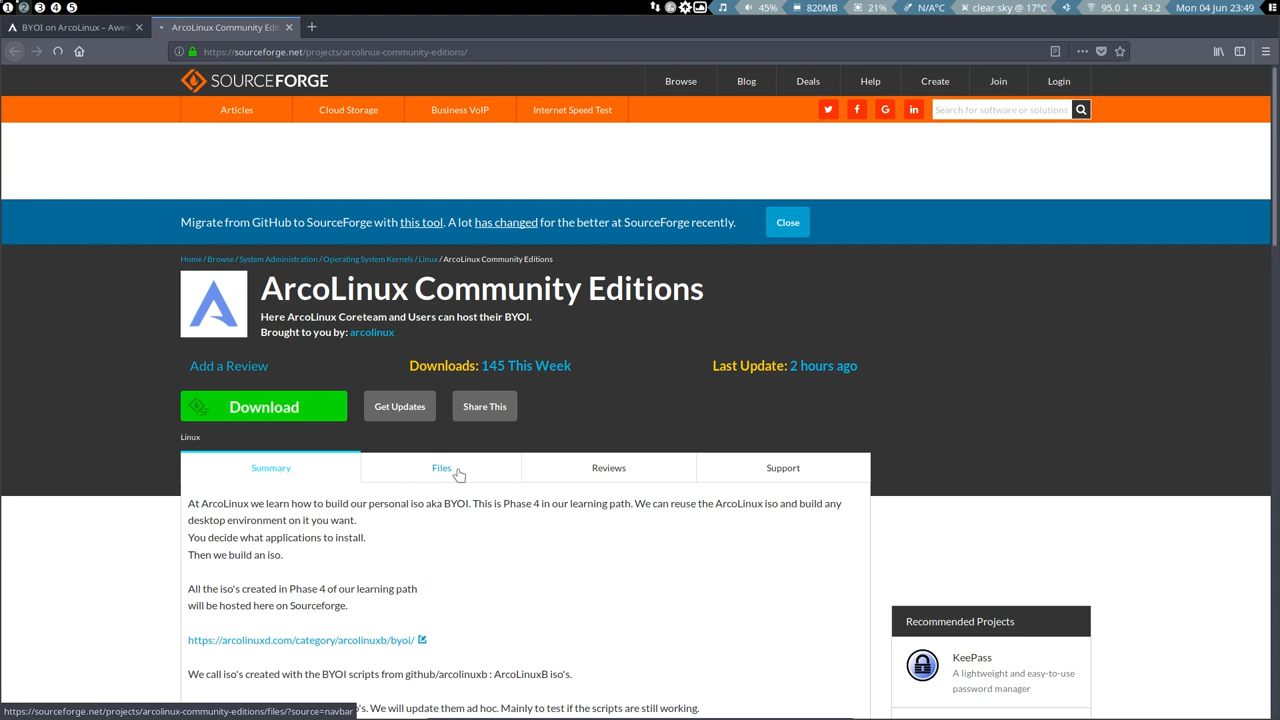 1 2 3 4 5
45% 820MB 21% N/A°C clear sky @ 17°C 95.0 ↓↑ 43.2 Mon 04 Jun 23:49
BYOI on ArcoLinux – Awes
ArcoLinux Community Edit
https://sourceforge.net/projects/arcolinux-community-editions/
SOURCEFORGE
Browse
Blog
Deals
Help
Create
Join
Login
Articles
Cloud Storage
Business VoIP
Internet Speed Test
Search for software or solutions
Migrate from GitHub to SourceForge with this tool. A lot has changed for the better at SourceForge recently.
Close
Home / Browse / System Administration / Operating System Kernels / Linux / ArcoLinux Community Editions
ArcoLinux Community Editions
Here ArcoLinux Coreteam and Users can host their BYOI.
Brought to you by: arcolinux
Add a Review
Downloads: 145 This Week
Last Update: 2 hours ago
Download
Get Updates
Share This
Linux
Summary
Files
Reviews
Support
At ArcoLinux we learn how to build our personal iso aka BYOI. This is Phase 4 in our learning path. We can reuse the ArcoLinux iso and build any
desktop environment on it you want.
You decide what applications to install.
Then we build an iso.
All the iso's created in Phase 4 of our learning path
will be hosted here on Sourceforge.
https://arcolinuxd.com/category/arcolinuxb/byoi/
We call iso's created with the BYOI scripts from github/arcolinuxb : ArcoLinuxB iso's.
's. We will update them ad hoc. Mainly to test if the scripts are still working.
Recommended Projects
KeePass
A lightweight and easy-to-use
password manager
https://sourceforge.net/projects/arcolinux-community-editions/files/?source=navbar